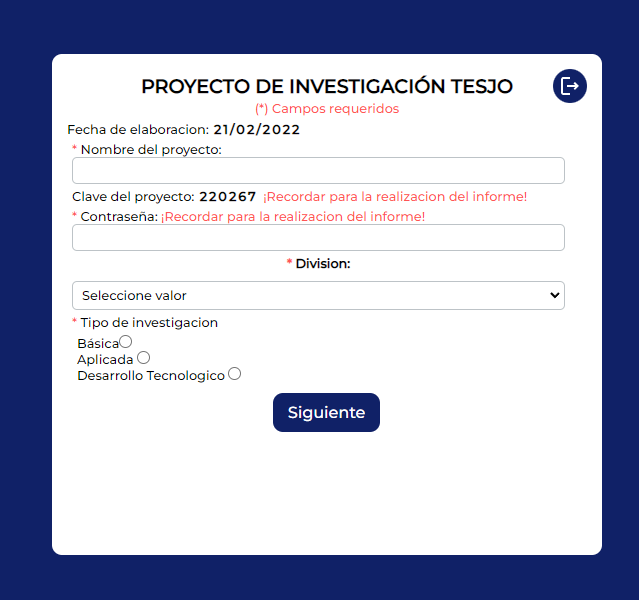 PROYECTO DE INVESTIGACIÓN TESJO
(*) Campos requeridos
Fecha de elaboracion: 21/02/2022
* Nombre del proyecto:
Clave del proyecto: 220267 ¡Recordar para la realizacion del informe!
* Contraseña: ¡Recordar para la realizacion del informe!
* Division:
Seleccione valor
* Tipo de investigacion
Básica
Aplicada
Desarrollo Tecnologico
Siguiente